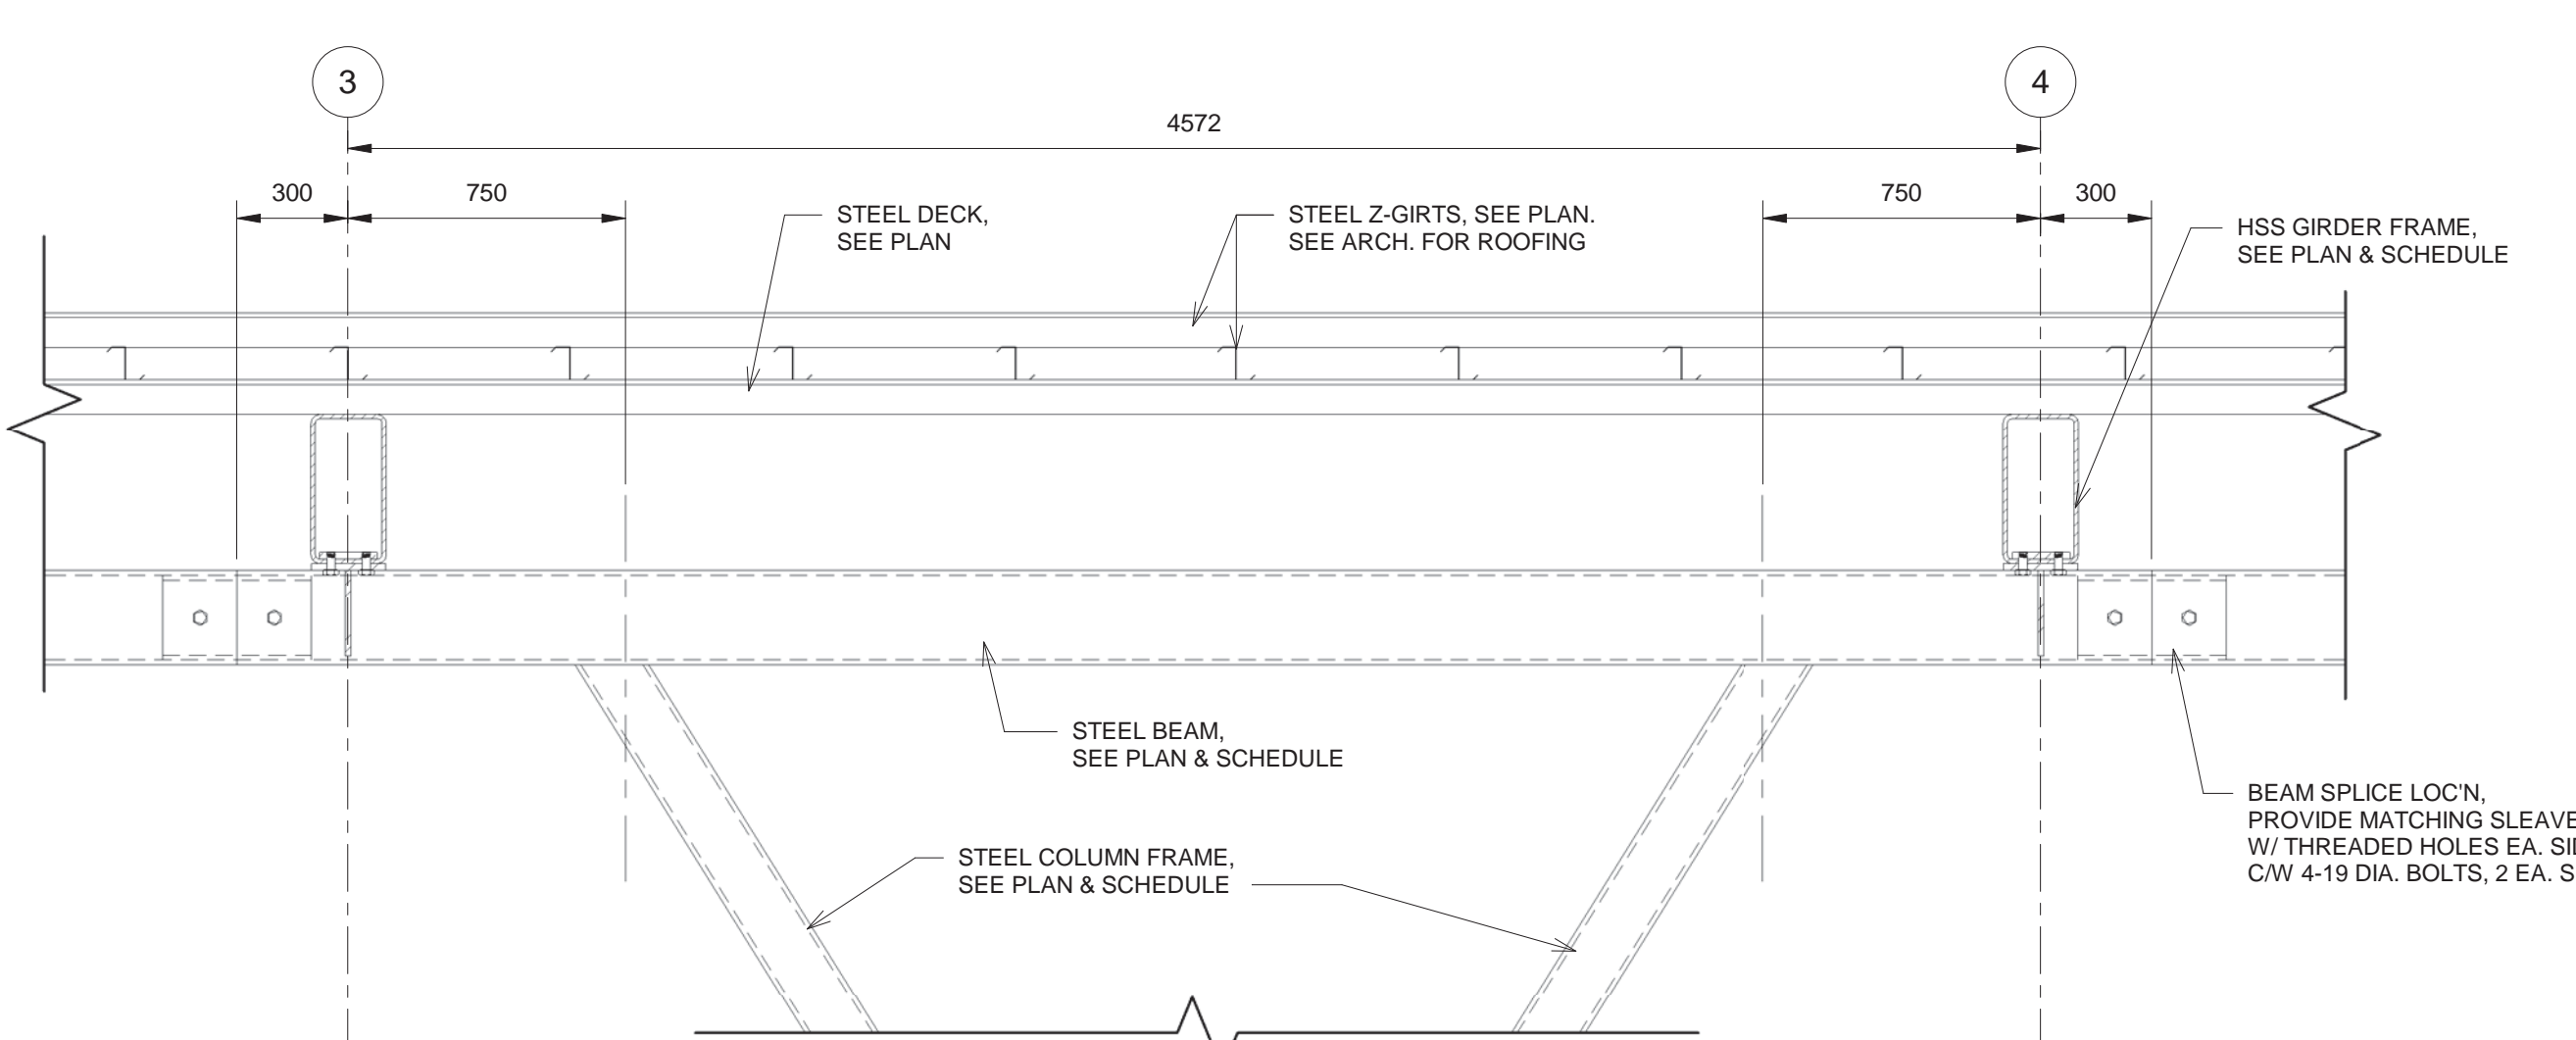 3
4
4572
300
750
750
300
STEEL DECK,
SEE PLAN
STEEL Z-GIRTS, SEE PLAN.
SEE ARCH. FOR ROOFING
HSS GIRDER FRAME,
SEE PLAN & SCHEDULE
STEEL BEAM,
SEE PLAN & SCHEDULE
STEEL COLUMN FRAME,
SEE PLAN & SCHEDULE
BEAM SPLICE LOC'N,
PROVIDE MATCHING SLEAVE
W/ THREADED HOLES EA.
C/W 4-19 DIA. BOLTS, 2 EA.